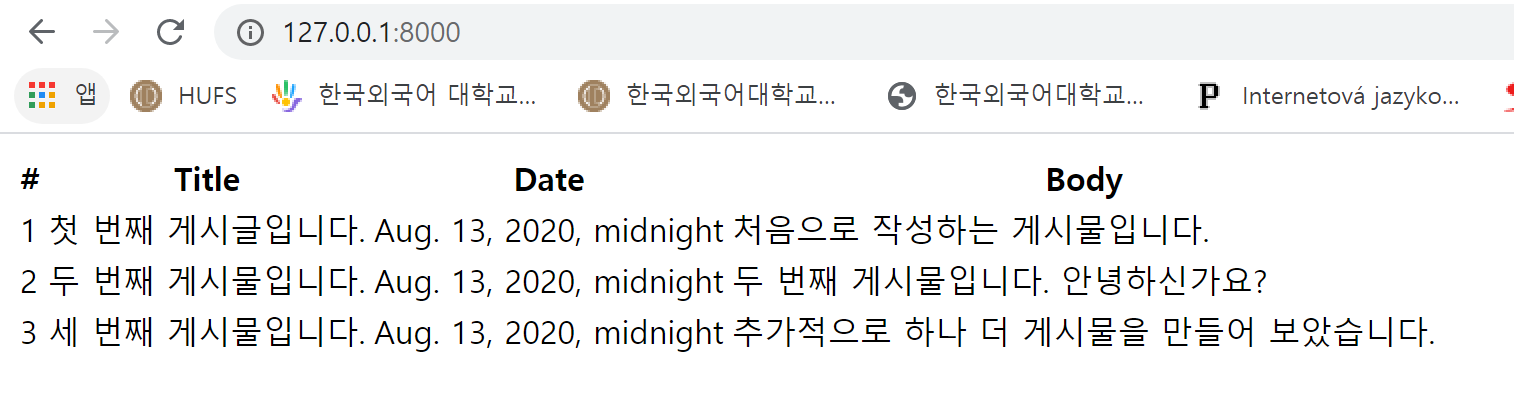 127.0.0.1:8000
앱 HUFS 한국외국어 대학교... 한국외국어대학교... 한국외국어대학교... P Internetová jazyko...
# Title Date Body
1 첫 번째 게시글입니다. Aug. 13, 2020, midnight 처음으로 작성하는 게시물입니다.
2 두 번째 게시물입니다. Aug. 13, 2020, midnight 두 번째 게시물입니다. 안녕하신가요?
3 세 번째 게시물입니다. Aug. 13, 2020, midnight 추가적으로 하나 더 게시물을 만들어 보았습니다.